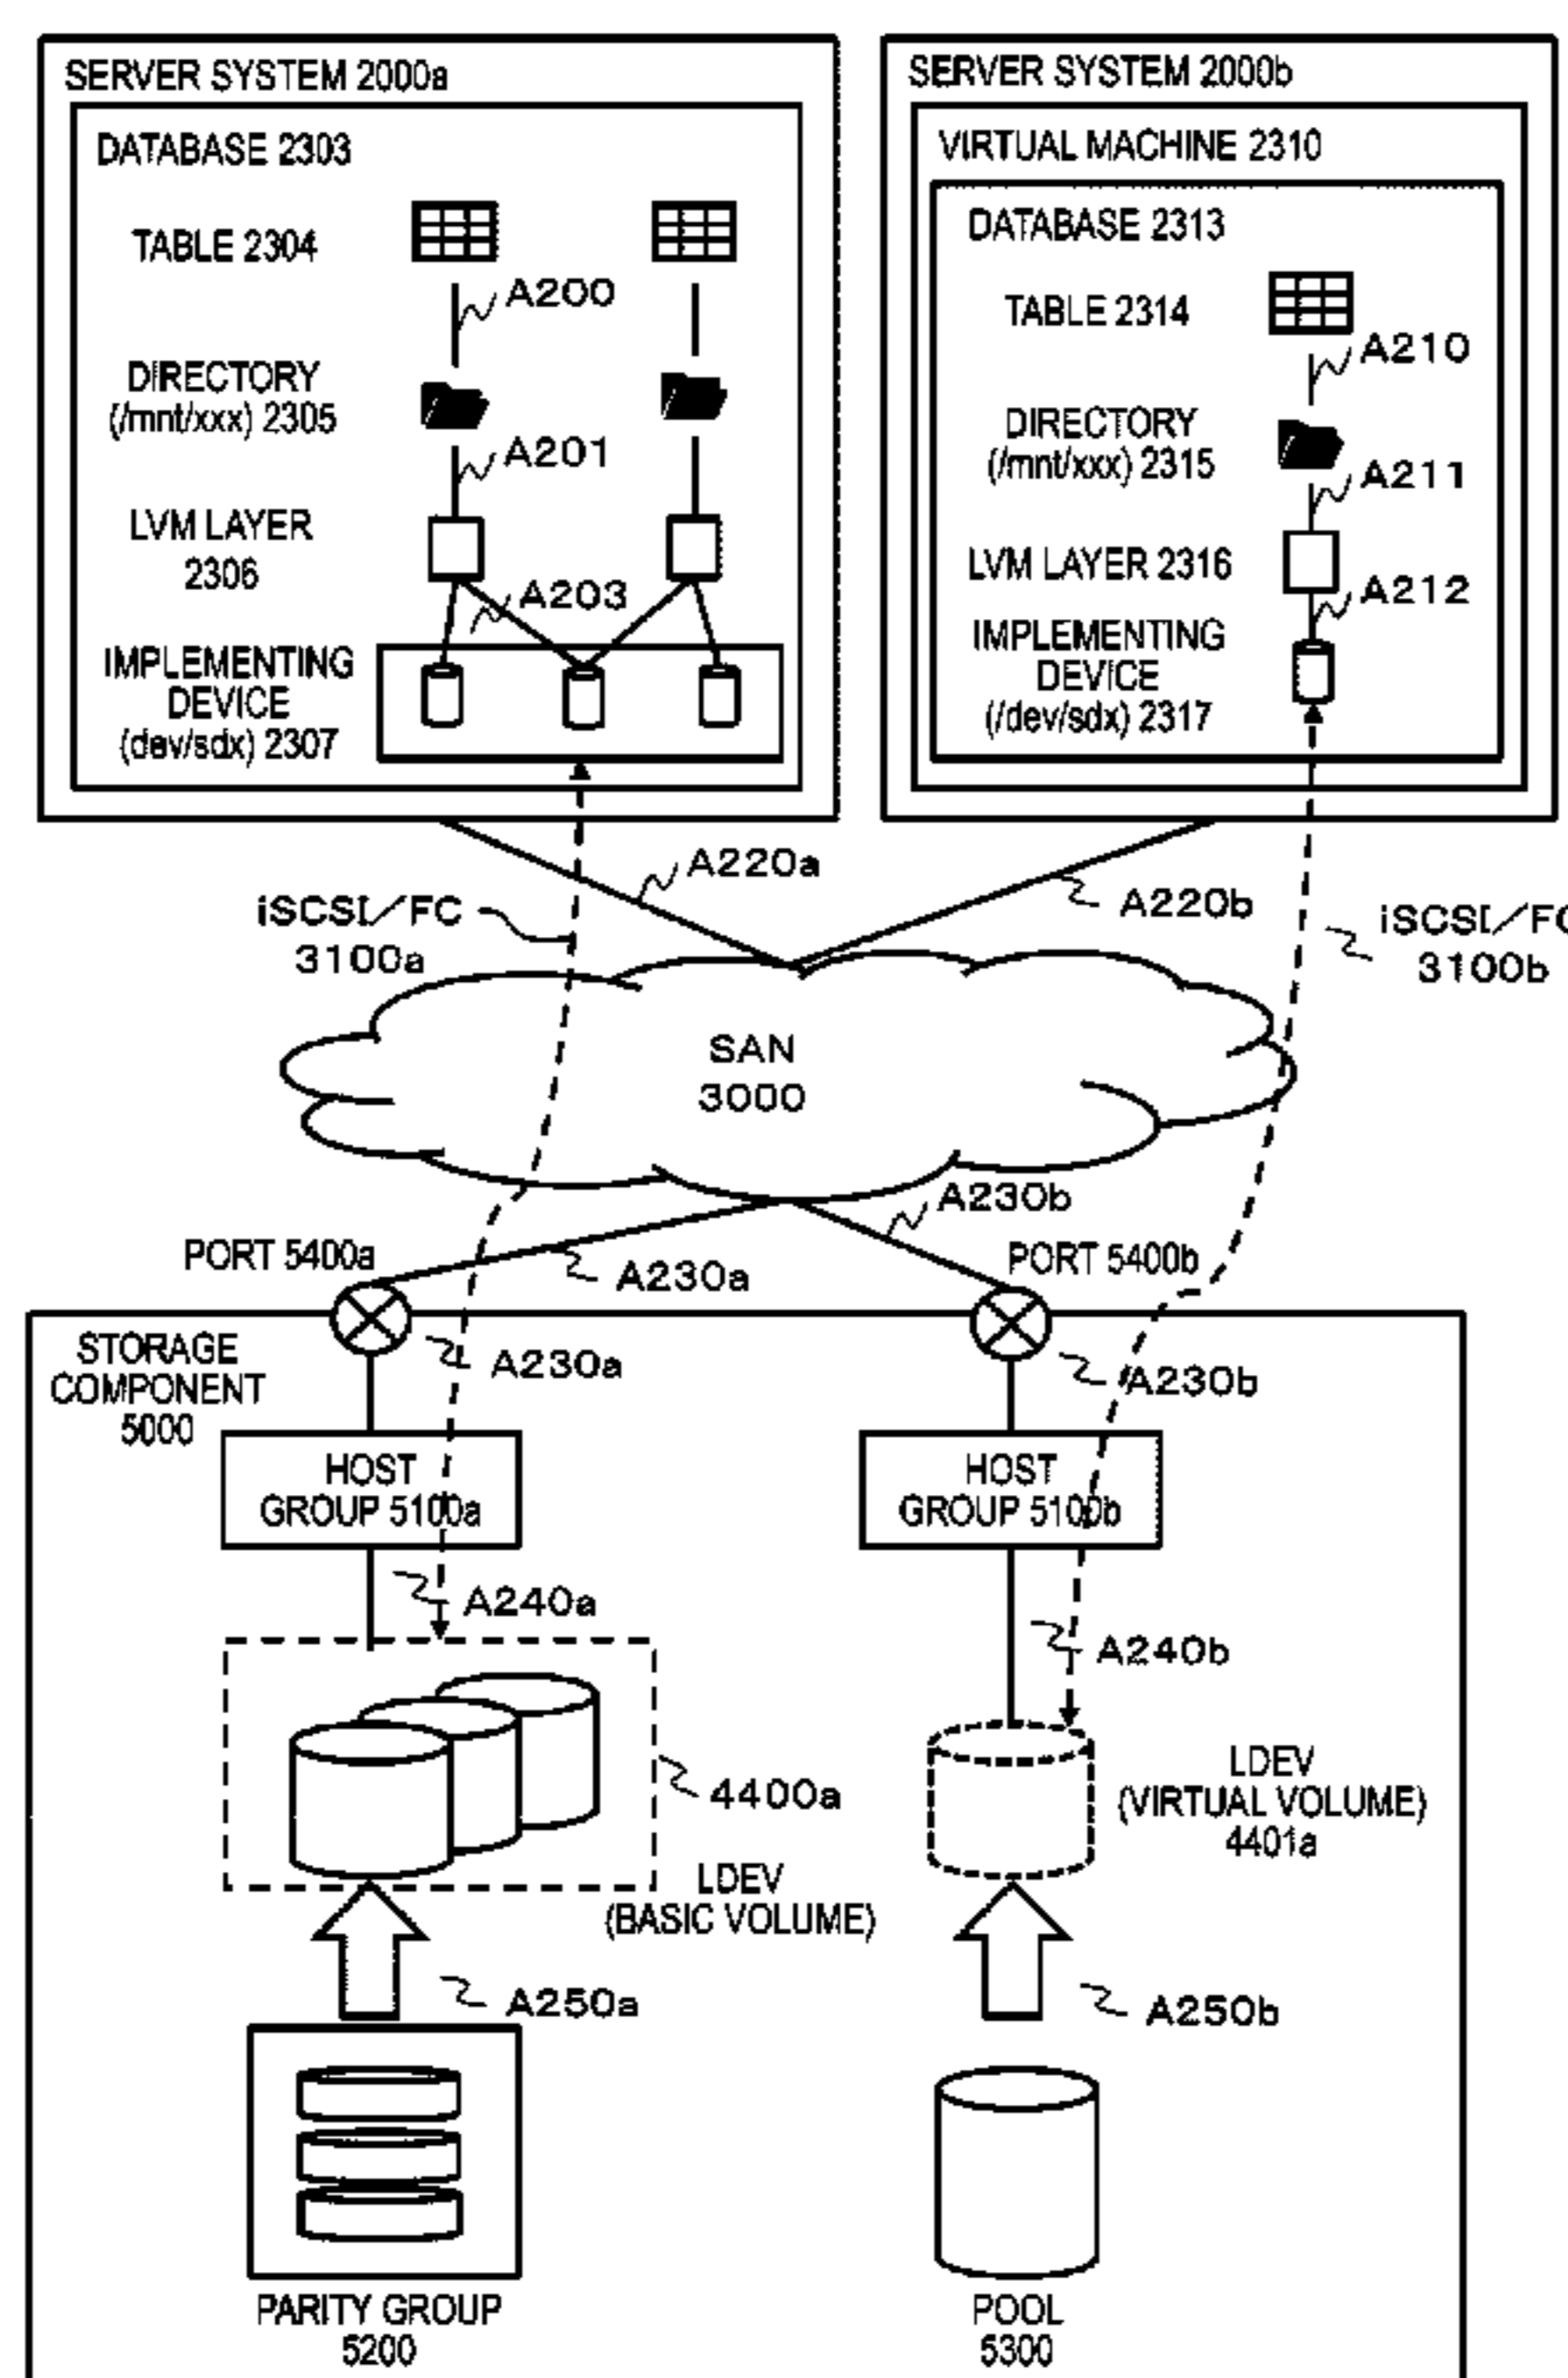 SERVER SYSTEM 2000a
DATABASE 2303
TABLE 2304
A200
DIRECTORY
(/mnt/xxx) 2305
A201
LVM LAYER
2306
A203
IMPLEMENTING
DEVICE
(dev/sdx) 2307
SERVER SYSTEM 2000b
VIRTUAL MACHINE 2310
DATABASE 2313
TABLE 2314
A210
DIRECTORY
(/mnt/xxx) 2315
A211
LVM LAYER 2316
A212
IMPLEMENTING
DEVICE
(/dev/sdx) 2317
A220a
A220b
iSCSI/FC
3100a
iSCSI/FC
3100b
SAN
3000
A230b
PORT 5400a
A230a
PORT 5400b
STORAGE
COMPONENT
5000
A230a
A230b
HOST
GROUP 5100a
HOST
GROUP 5100b
A240a
A240b
4400a
LDEV
(BASIC VOLUME)
LDEV
(VIRTUAL VOLUME)
4401a
A250a
A250b
PARITY GROUP
5200
POOL
5300